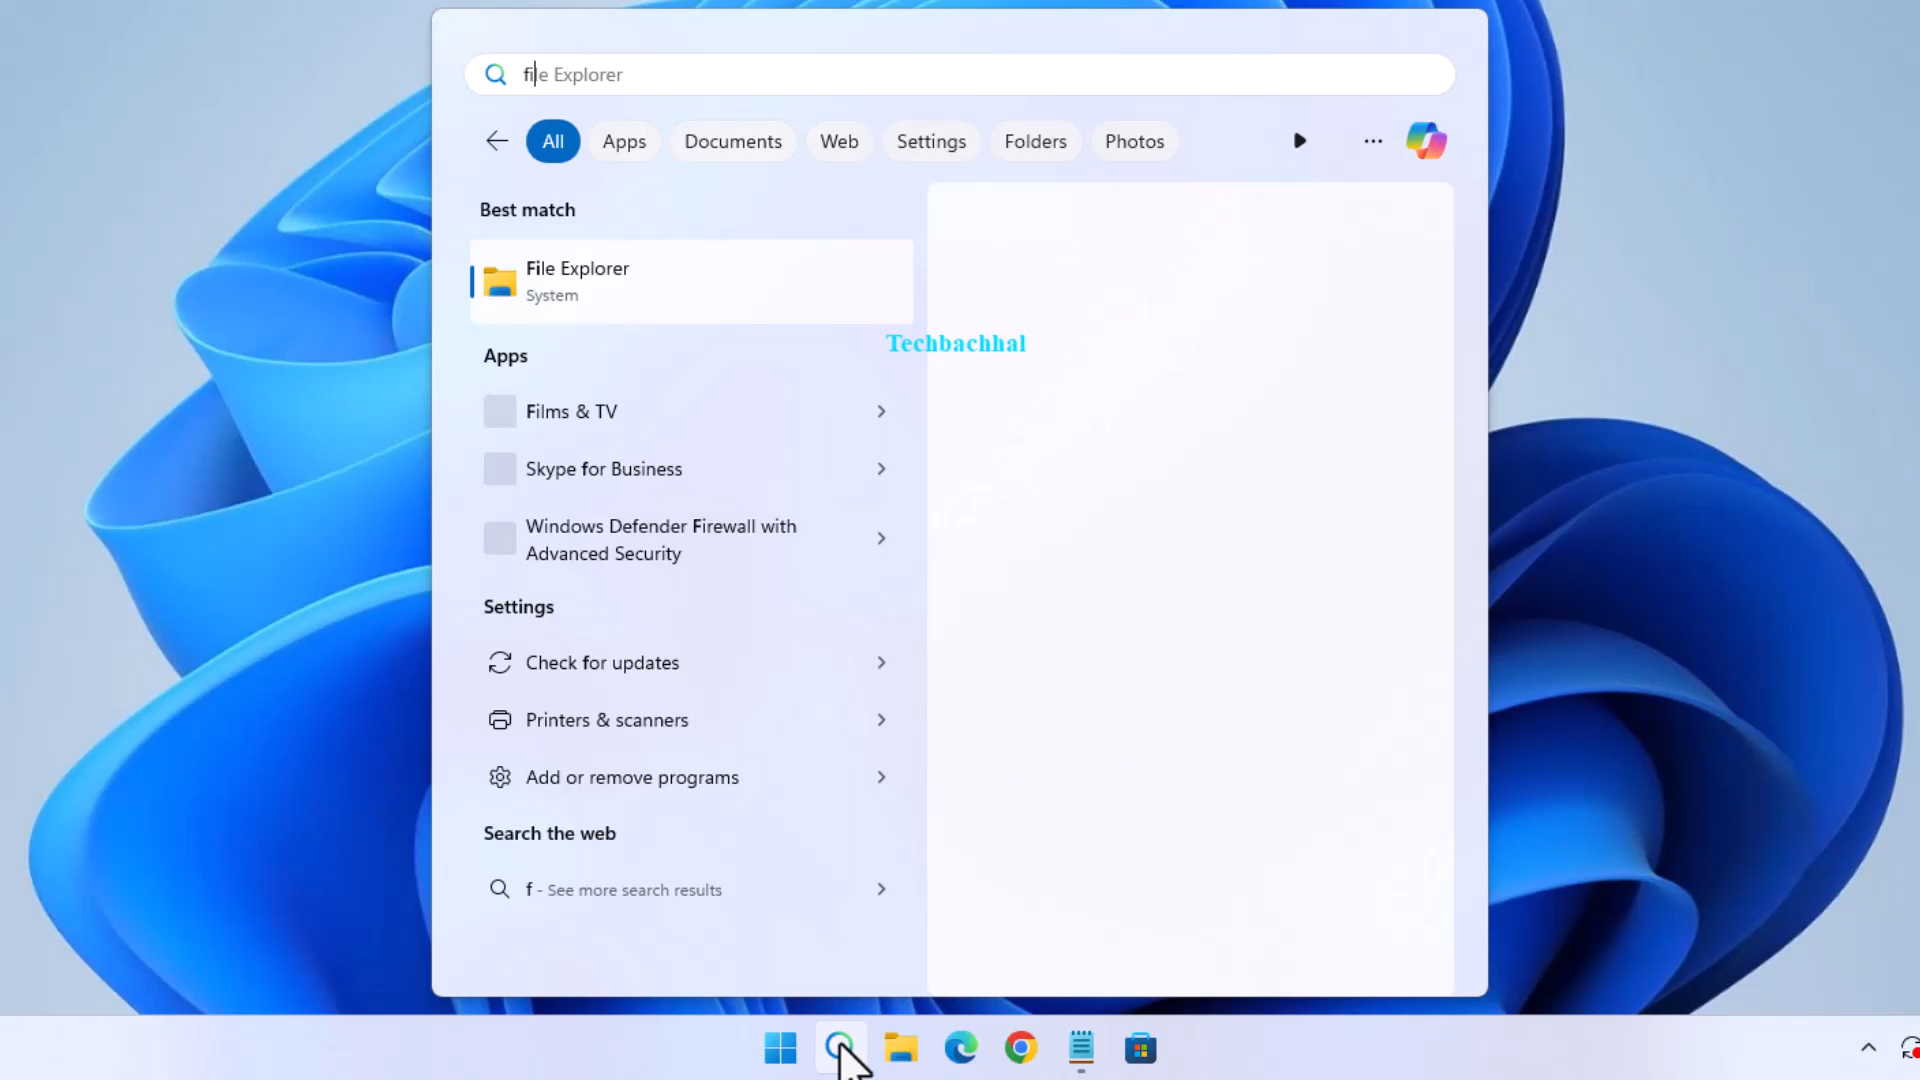 file Explorer
All
Apps
Documents
Web
Settings
Folders
Photos
Best match
File Explorer
System
Techbachhal
Apps
Films & TV
Skype for Business
Windows Defender Firewall with
Advanced Security
Settings
Check for updates
Printers & scanners
Add or remove programs
Search the web
f - See more search results